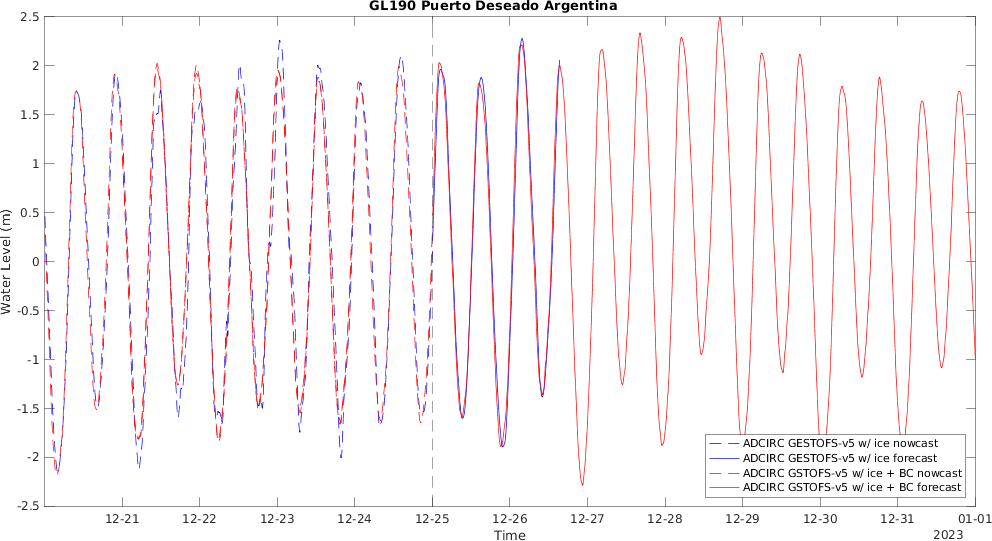 GL190 Puerto Deseado Argentina
2.5
2
1.5
1
0.5
0
-0.5
-1
-1.5
-2
-2.5
Water Level (m)
12-21 12-22 12-23 12-24 12-25 12-26 12-27 12-28 12-29 12-30 12-31 01-01
Time
2023
ADCIRC GESTOFS-v5 w/ ice nowcast
ADCIRC GESTOFS-v5 w/ ice forecast
ADCIRC GSTOFS-v5 w/ ice + BC nowcast
ADCIRC GSTOFS-v5 w/ ice + BC forecast